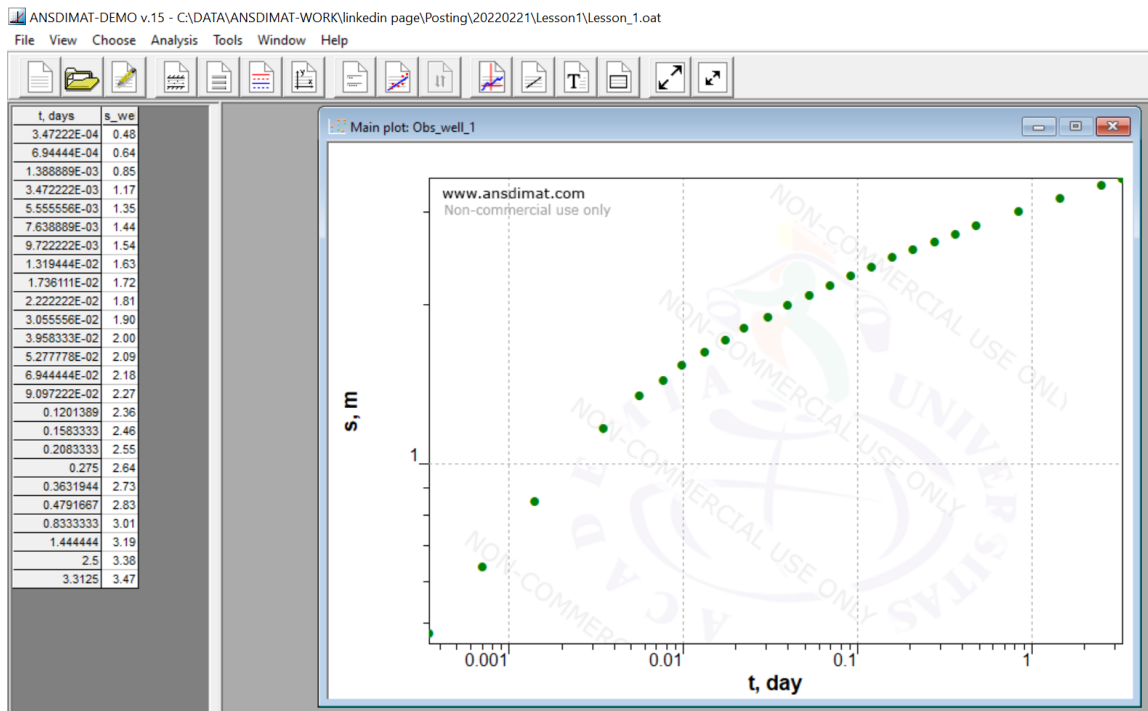 ANSDIMAT-DEMO v.15 - C:\DATA\ANSDIMAT-WORK\linkedin page\Posting\20220221\Lesson1\Lesson_1.oat
File View Choose Analysis Tools Window Help
T
y
x
t, days s_we
3.47222E-04 0.48
6.94444E-04 0.64
1.388889E-03 0.85
3.472222E-03 1.17
5.555556E-03 1.35
7.638889E-03 1.44
9.722222E-03 1.54
1.319444E-02 1.63
1.736111E-02 1.72
2.222222E-02 1.81
3.055556E-02 1.90
3.958333E-02 2.00
5.277778E-02 2.09
6.944444E-02 2.18
9.097222E-02 2.27
0.1201389 2.36
0.1583333 2.46
0.2083333 2.55
0.275 2.64
0.3631944 2.73
0.4791667 2.83
0.8333333 3.01
1.444444 3.19
2.5 3.38
3.3125 3.47
Main plot: Obs_well_1
www.ansdimat.com
Non-commercial use only
NON-COMMERCIAL USE ONLY
NON-COMMERCIAL USE ONLY
NON-COMMERCIAL USE ONLY
NON-COMMER
ACADEMIA UNIVERSITAS
s, m
1
0.001 0.01 0.1 1
t, day